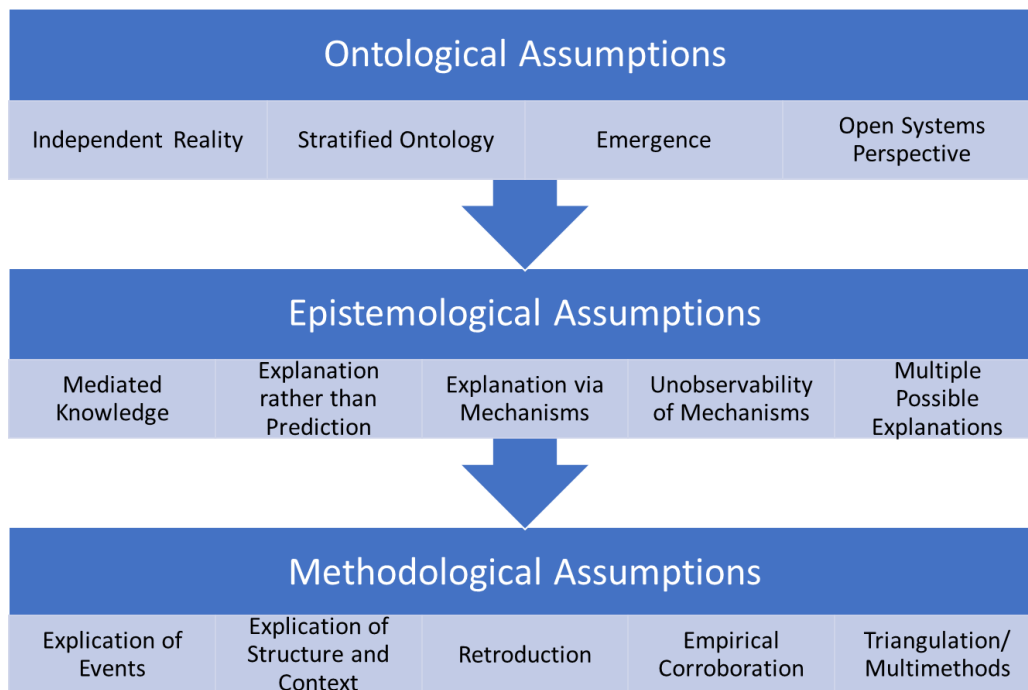 Ontological Assumptions
Independent Reality
Stratified Ontology
Emergence
Open Systems
Perspective
Epistemological Assumptions
Mediated
Knowledge
Explanation
rather than
Prediction
Explanation via
Mechanisms
Unobservability
of Mechanisms
Multiple
Possible
Explanations
Methodological Assumptions
Explication of
Events
Explication of
Structure and
Context
Retroduction
Empirical
Corroboration
Triangulation/
Multimethods